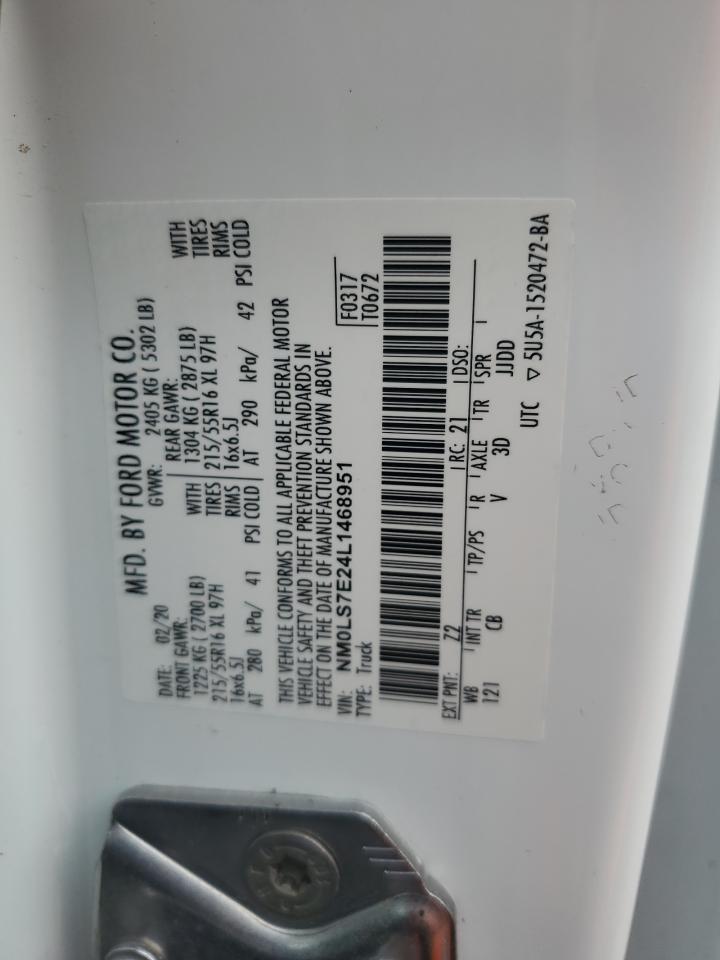 MFD. BY FORD MOTOR CO.
DATE: 02/20 GVWR: 2405 KG ( 5302 LB)
FRONT GAWR: REAR GAWR:
1225 KG ( 2700 LB) WITH 1304 KG ( 2875 LB) WITH
215/55R16 XL 97H TIRES 215/55R16 XL 97H TIRES
16x6.5J RIMS 16x6.5J RIMS
AT 280 kPa/ 41 PSI COLD AT 290 kPa/ 42 PSI COLD
THIS VEHICLE CONFORMS TO ALL APPLICABLE FEDERAL MOTOR
VEHICLE SAFETY AND THEFT PREVENTION STANDARDS IN
EFFECT ON THE DATE OF MANUFACTURE SHOWN ABOVE.
VIN: NM0LS7E24L1468951 F0317
TYPE: Truck T0672
EXT PNT: Z2 RC: 21 DSO:
WB INT TR TP/PS R AXLE TR SPR
121 CB V 3D JJDD
UTC ▽ 5U5A-1520472-BA